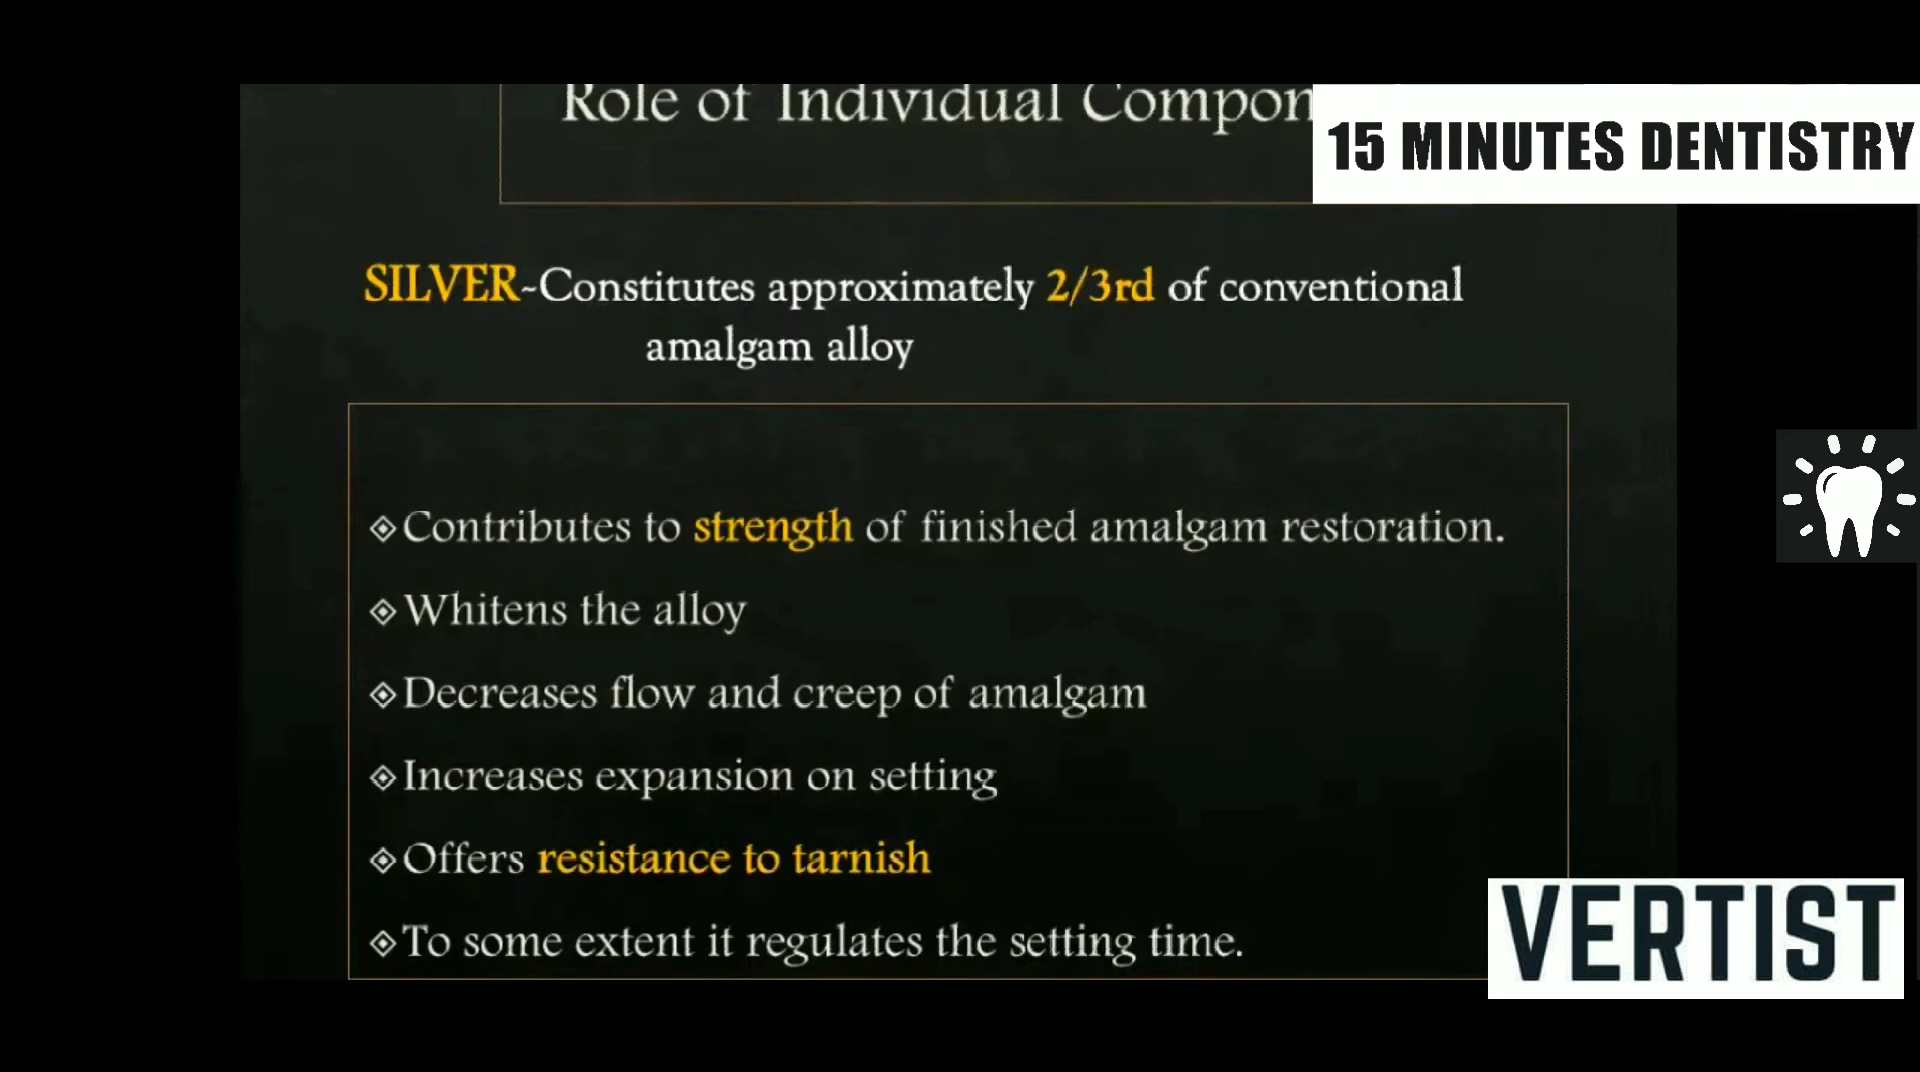 Role of Individual Compon
15 MINUTES DENTISTRY
SILVER-Constitutes approximately 2/3rd of conventional
amalgam alloy
Contributes to strength of finished amalgam restoration.
Whitens the alloy
Decreases flow and creep of amalgam
Increases expansion on setting
Offers resistance to tarnish
To some extent it regulates the setting time.
VERTIST